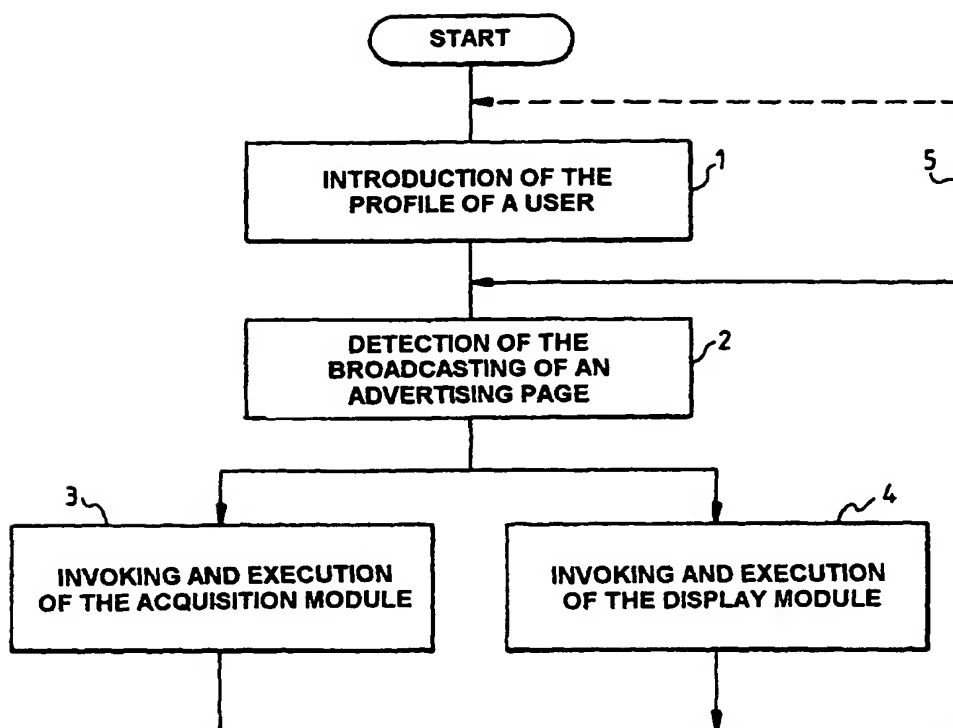 START
INTRODUCTION OF THE
PROFILE OF A USER
1
5
DETECTION OF THE
BROADCASTING OF AN
ADVERTISING PAGE
2
3
4
INVOKING AND EXECUTION
OF THE ACQUISITION MODULE
INVOKING AND EXECUTION
OF THE DISPLAY MODULE